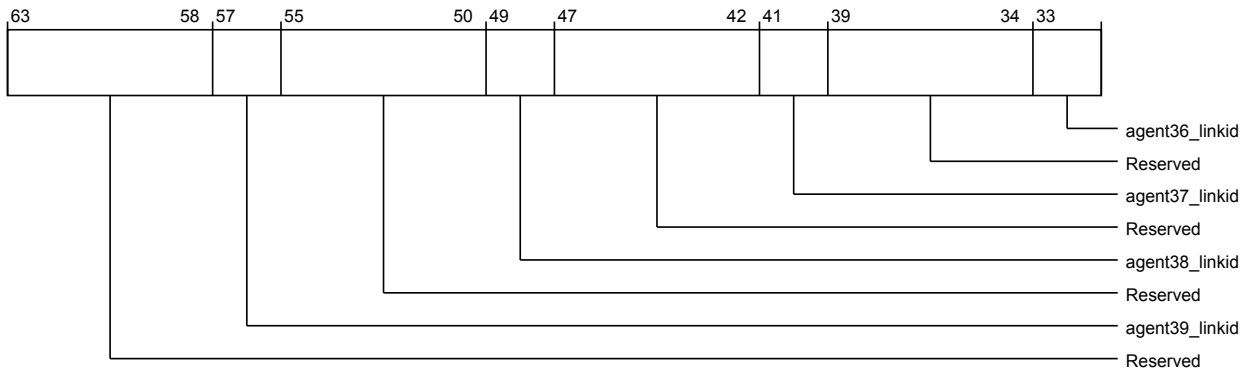 63 58 57 55 50 49 47 42 41 39 34 33
agent36_linkid
Reserved
agent37_linkid
Reserved
agent38_linkid
Reserved
agent39_linkid
Reserved